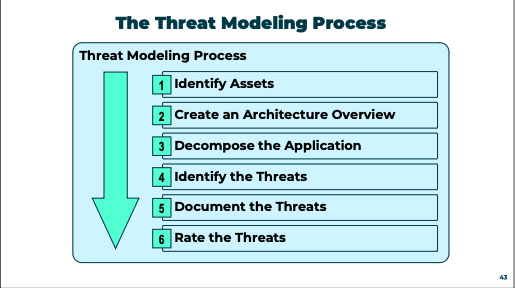 The Threat Modeling Process
Threat Modeling Process
1 Identify Assets
2 Create an Architecture Overview
3 Decompose the Application
4 Identify the Threats
5 Document the Threats
6 Rate the Threats
43